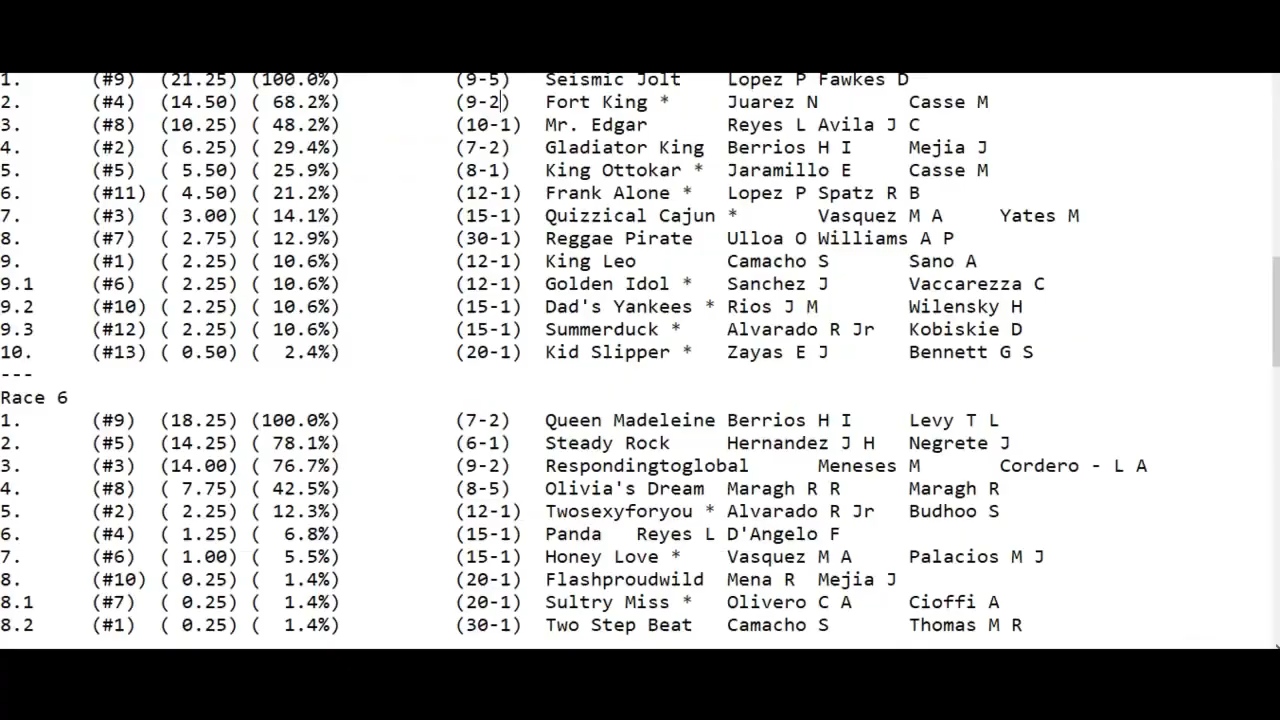 1. (#9) (21.25) (100.0%) (9-5) Seismic Jolt Lopez P Fawkes D
2. (#4) (14.50) ( 68.2%) (9-2) Fort King * Juarez N Casse M
3. (#8) (10.25) ( 48.2%) (10-1) Mr. Edgar Reyes L Avila J C
4. (#2) ( 6.25) ( 29.4%) (7-2) Gladiator King Berrios H I Mejia J
5. (#5) ( 5.50) ( 25.9%) (8-1) King Ottokar * Jaramillo E Casse M
6. (#11) ( 4.50) ( 21.2%) (12-1) Frank Alone * Lopez P Spatz R B
7. (#3) ( 3.00) ( 14.1%) (15-1) Quizzical Cajun * Vasquez M A Yates M
8. (#7) ( 2.75) ( 12.9%) (30-1) Reggae Pirate Ulloa O Williams A P
9. (#1) ( 2.25) ( 10.6%) (12-1) King Leo Camacho S Sano A
9.1 (#6) ( 2.25) ( 10.6%) (12-1) Golden Idol * Sanchez J Vaccarezza C
9.2 (#10) ( 2.25) ( 10.6%) (15-1) Dad's Yankees * Rios J M Wilensky H
9.3 (#12) ( 2.25) ( 10.6%) (15-1) Summerduck * Alvarado R Jr Kobiskie D
10. (#13) ( 0.50) ( 2.4%) (20-1) Kid Slipper * Zayas E J Bennett G S
---
Race 6
1. (#9) (18.25) (100.0%) (7-2) Queen Madeleine Berrios H I Levy T L
2. (#5) (14.25) ( 78.1%) (6-1) Steady Rock Hernandez J H Negrete J
3. (#3) (14.00) ( 76.7%) (9-2) Respondingtoglobal Meneses M Cordero - L A
4. (#8) ( 7.75) ( 42.5%) (8-5) Olivia's Dream Maragh R R Maragh R
5. (#2) ( 2.25) ( 12.3%) (12-1) Twosexyforyou * Alvarado R Jr Budhoo S
6. (#4) ( 1.25) ( 6.8%) (15-1) Panda Reyes L D'Angelo F
7. (#6) ( 1.00) ( 5.5%) (15-1) Honey Love * Vasquez M A Palacios M J
8. (#10) ( 0.25) ( 1.4%) (20-1) Flashproudwild Mena R Mejia J
8.1 (#7) ( 0.25) ( 1.4%) (20-1) Sultry Miss * Olivero C A Cioffi A
8.2 (#1) ( 0.25) ( 1.4%) (30-1) Two Step Beat Camacho S Thomas M R